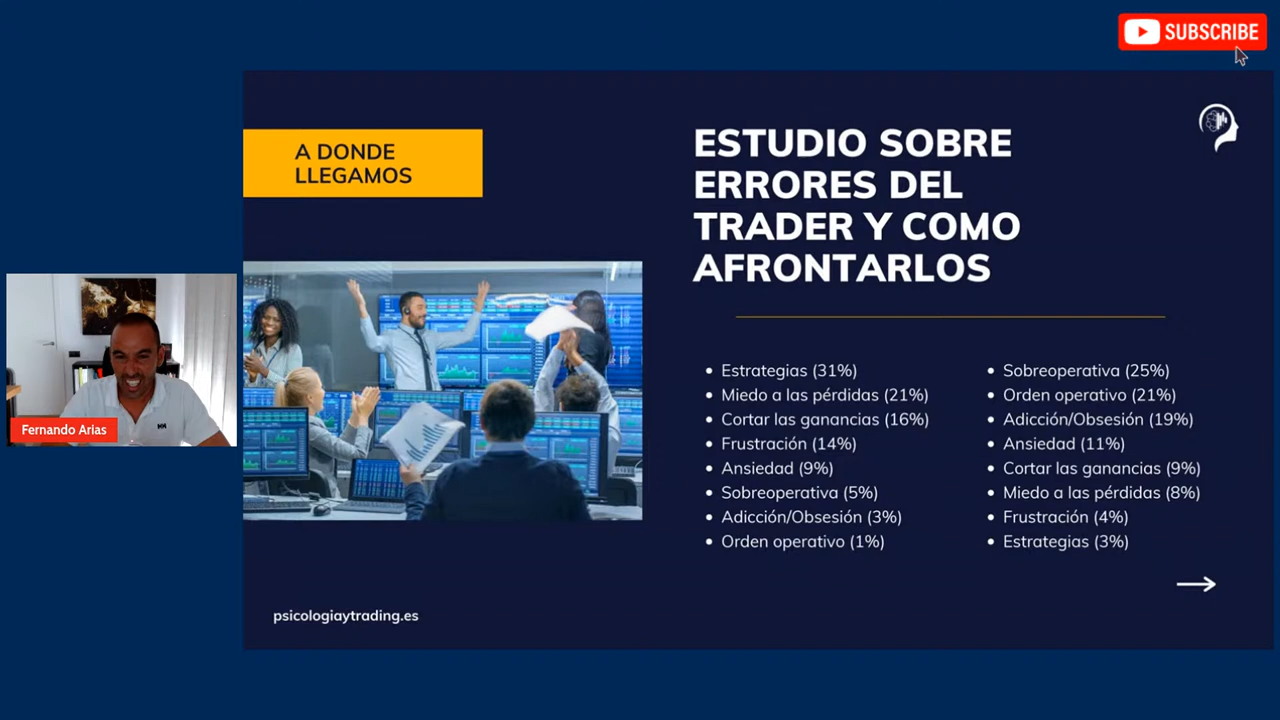 SUBSCRIBE
A DONDE
LLEGAMOS
ESTUDIO SOBRE
ERRORES DEL
TRADER Y COMO
AFRONTARLOS
Estrategias (31%)
Miedo a las pérdidas (21%)
Cortar las ganancias (16%)
Frustración (14%)
Ansiedad (9%)
Sobreoperativa (5%)
Adicción/Obsesión (3%)
Orden operativo (1%)
Sobreoperativa (25%)
Orden operativo (21%)
Adicción/Obsesión (19%)
Ansiedad (11%)
Cortar las ganancias (9%)
Miedo a las pérdidas (8%)
Frustración (4%)
Estrategias (3%)
Fernando Arias
psicologiaytrading.es